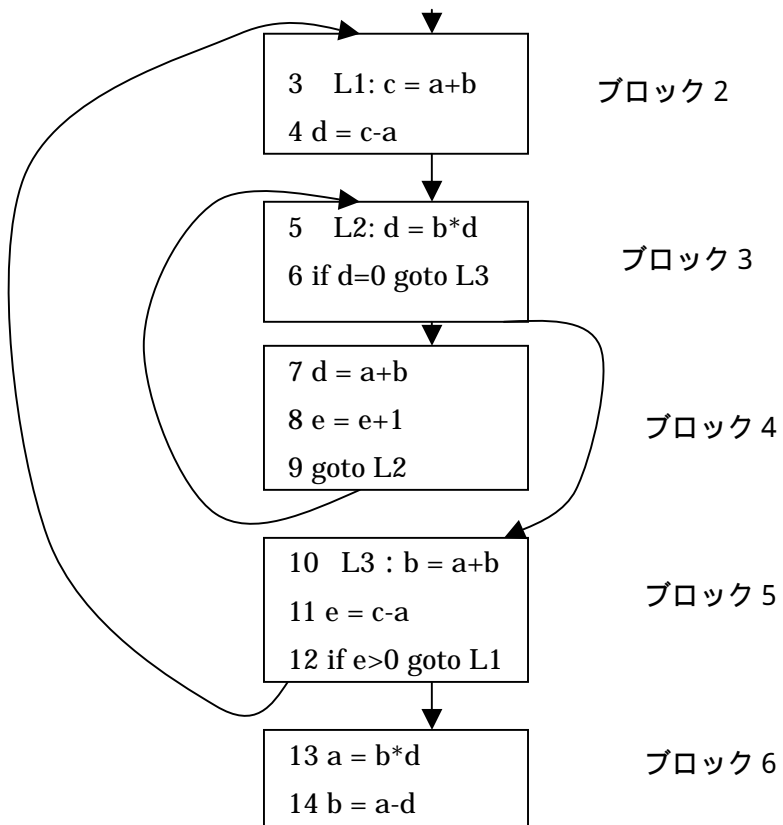 3 L1: c = a+b
4 d = c-a
ブロック 2
5 L2: d = b*d
6 if d=0 goto L3
ブロック 3
7 d = a+b
8 e = e+1
9 goto L2
ブロック 4
10 L3 : b = a+b
11 e = c-a
12 if e>0 goto L1
ブロック 5
13 a = b*d
14 b = a-d
ブロック 6